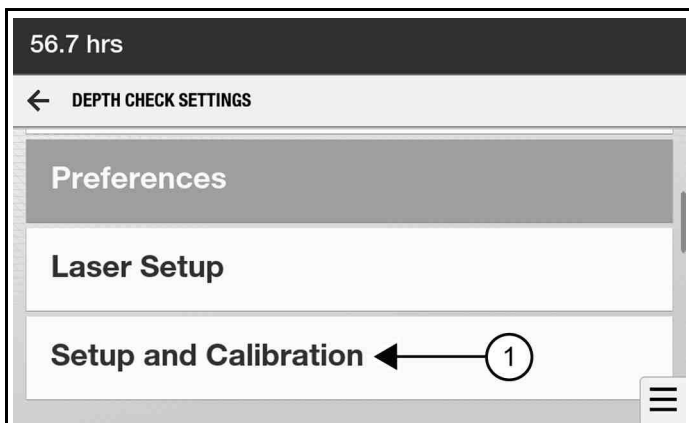 56.7 hrs
DEPTH CHECK SETTINGS
Preferences
Laser Setup
Setup and Calibration
1